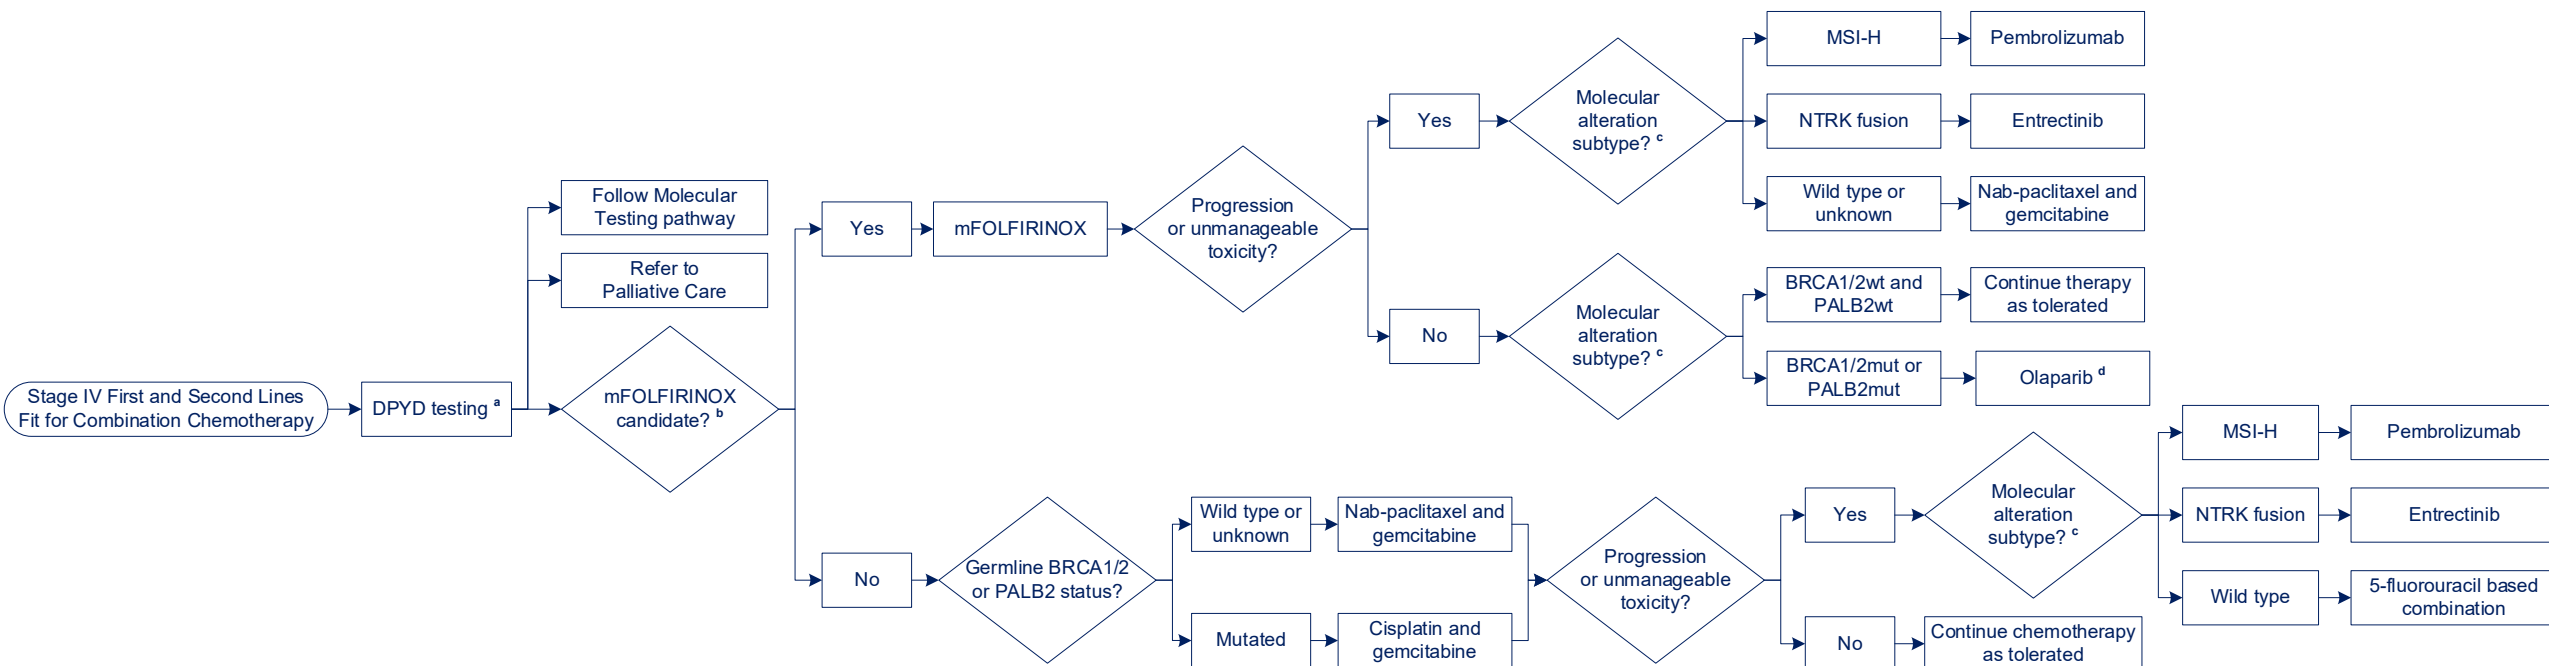 Stage IV First and Second Lines
Fit for Combination Chemotherapy
DPYD testing a
Follow Molecular
Testing pathway
Refer to
Palliative Care
mFOLFIRINOX
candidate? b
Yes
mFOLFIRINOX
Progression
or unmanageable
toxicity?
Yes
Molecular
alteration
subtype? c
MSI-H
Pembrolizumab
NTRK fusion
Entrectinib
Wild type or
unknown
Nab-paclitaxel and
gemcitabine
No
Molecular
alteration
subtype? c
BRCA1/2wt and
PALB2wt
Continue therapy
as tolerated
BRCA1/2mut or
PALB2mut
Olaparib d
No
Germline BRCA1/2
or PALB2 status?
Wild type or
unknown
Nab-paclitaxel and
gemcitabine
Mutated
Cisplatin and
gemcitabine
Progression
or unmanageable
toxicity?
Yes
Molecular
alteration
subtype? c
MSI-H
Pembrolizumab
NTRK fusion
Entrectinib
Wild type
5-fluorouracil based
combination
No
Continue chemotherapy
as tolerated